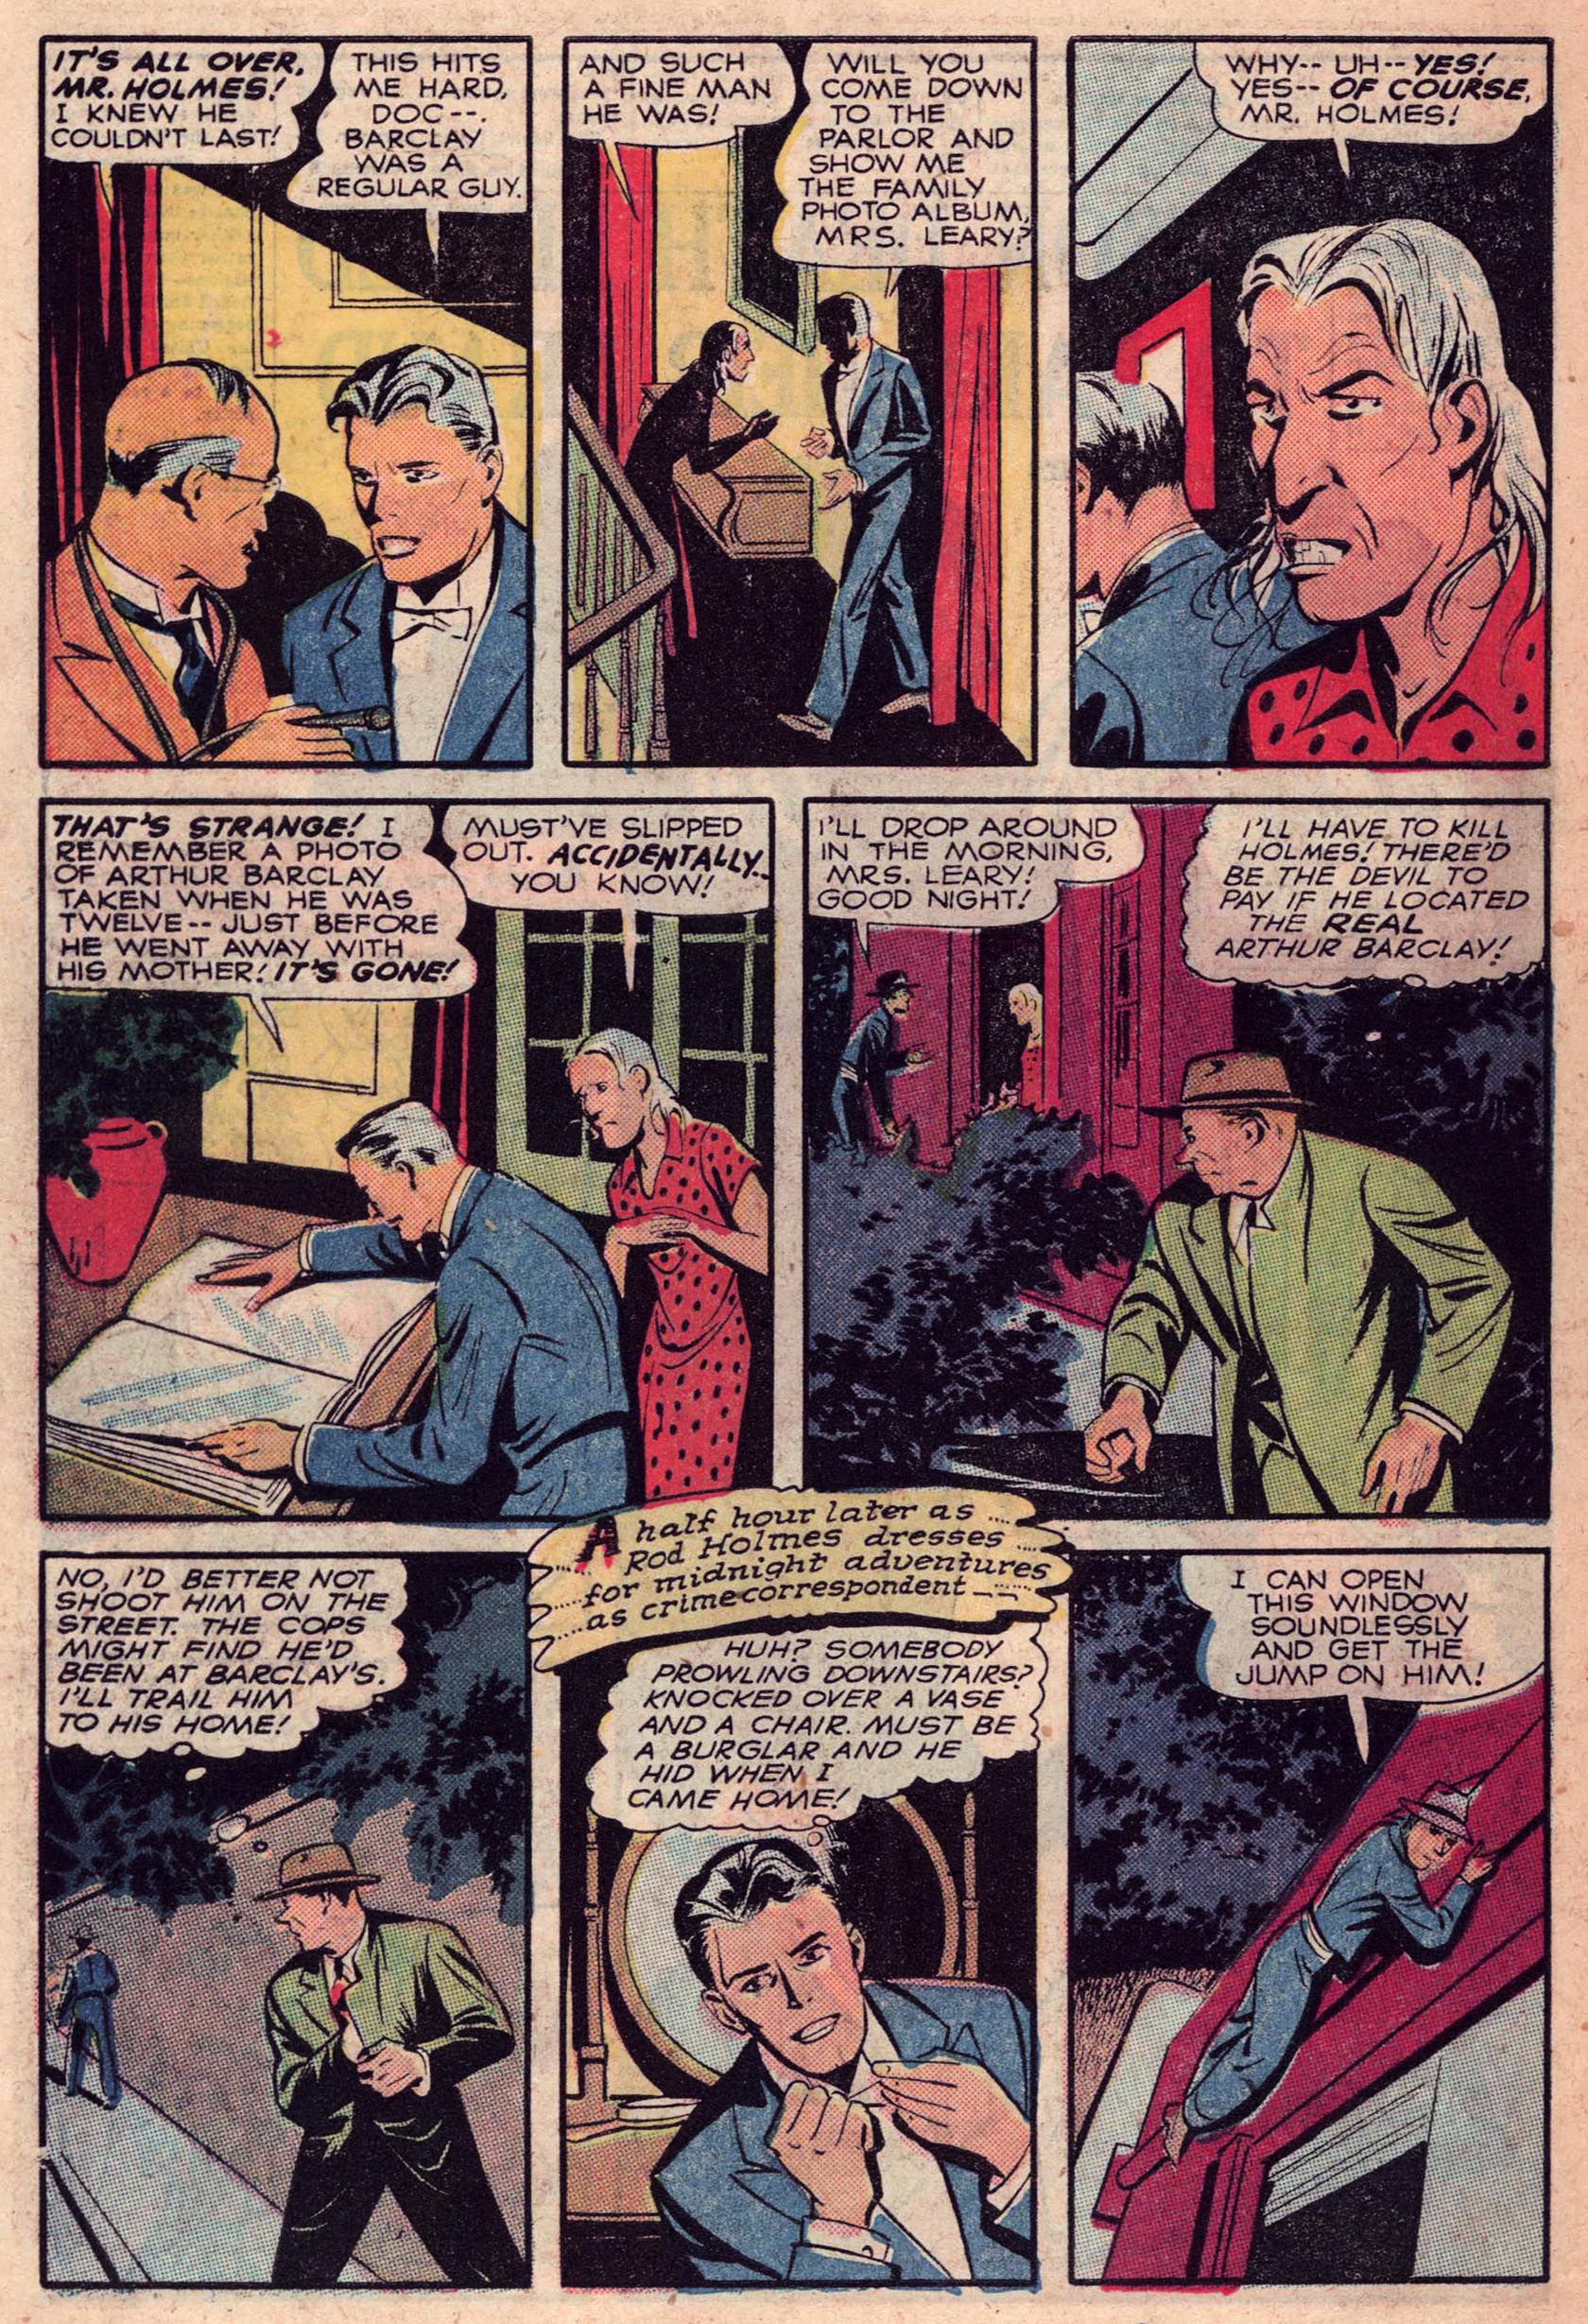 IT'S ALL OVER,
MR. HOLMES!
I KNEW HE
COULDN'T LAST!
THIS HITS
ME HARD,
DOC--.
BARCLAY
WAS A
REGULAR GUY.
AND SUCH
A FINE MAN
HE WAS!
WILL YOU
COME DOWN
TO THE
PARLOR AND
SHOW ME
THE FAMILY
PHOTO ALBUM,
MRS. LEARY?
WHY-- UH-- YES!
YES-- OF COURSE,
MR. HOLMES!
THAT'S STRANGE! I
REMEMBER A PHOTO
OF ARTHUR BARCLAY
TAKEN WHEN HE WAS
TWELVE-- JUST BEFORE
HE WENT AWAY WITH
HIS MOTHER! IT'S GONE!
MUST'VE SLIPPED
OUT. ACCIDENTALLY..
YOU KNOW!
I'LL DROP AROUND
IN THE MORNING,
MRS. LEARY!
GOOD NIGHT!
I'LL HAVE TO KILL
HOLMES! THERE'D
BE THE DEVIL TO
PAY IF HE LOCATED
THE REAL
ARTHUR BARCLAY!
NO, I'D BETTER NOT
SHOOT HIM ON THE
STREET. THE COPS
MIGHT FIND HE'D
BEEN AT BARCLAY'S.
I'LL TRAIL HIM
TO HIS HOME!
A half hour later as ....
Rod Holmes dresses ....
....for midnight adventures
....as crimecorrespondent --
HUH? SOMEBODY
PROWLING DOWNSTAIRS?
KNOCKED OVER A VASE
AND A CHAIR. MUST BE
A BURGLAR AND HE
HID WHEN I
CAME HOME!
I CAN OPEN
THIS WINDOW
SOUNDLESSLY
AND GET THE
JUMP ON HIM!